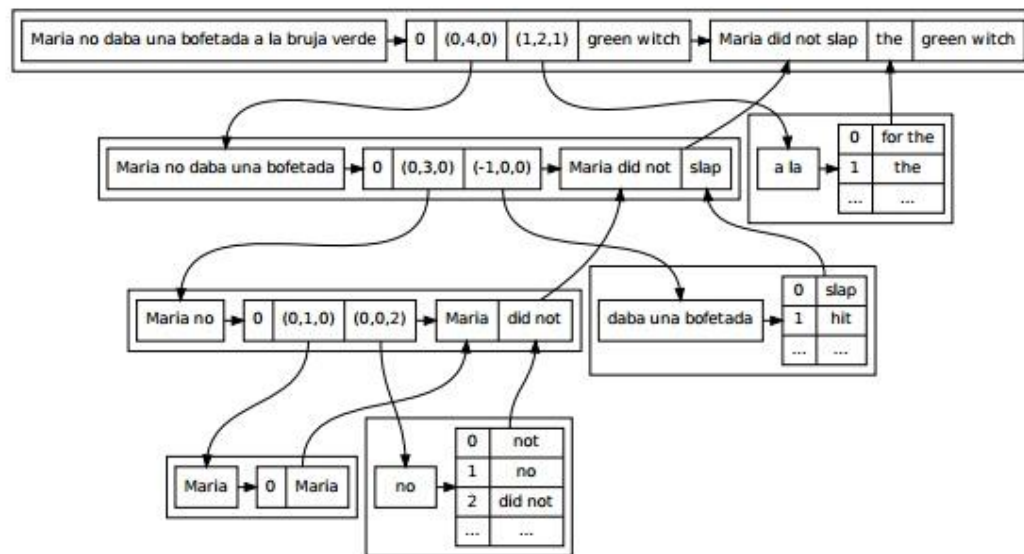 Maria no daba una bofetada a la bruja verde 0 (0,4,0) (1,2,1) green witch Maria did not slap the green witch
Maria no daba una bofetada 0 (0,3,0) (-1,0,0) Maria did not slap
a la 0 for the
1 the
... ...
Maria no 0 (0,1,0) (0,0,2) Maria did not
daba una bofetada 0 slap
1 hit
... ...
Maria 0 Maria
no 0 not
1 no
2 did not
... ...